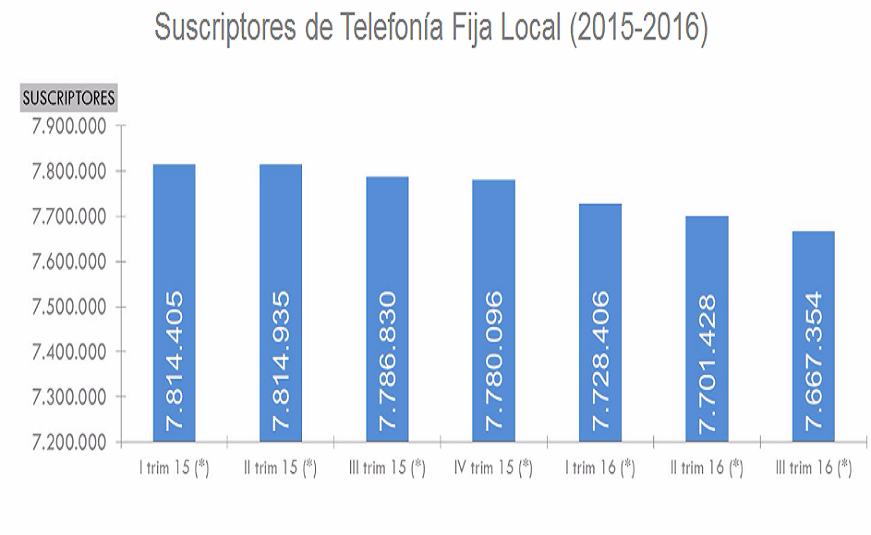 Suscriptores de Telefonía Fija Local (2015-2016)
SUSCRIPTORES
7.900.000
7.800.000
7.700.000
7.600.000
7.500.000
7.400.000
7.300.000
7.200.000
7.814.405
7.814.935
7.786.830
7.780.096
7.728.406
7.701.428
7.667.354
I trim 15 (*)
II trim 15 (*)
III trim 15 (*)
IV trim 15 (*)
I trim 16 (*)
II trim 16 (*)
III trim 16 (*)